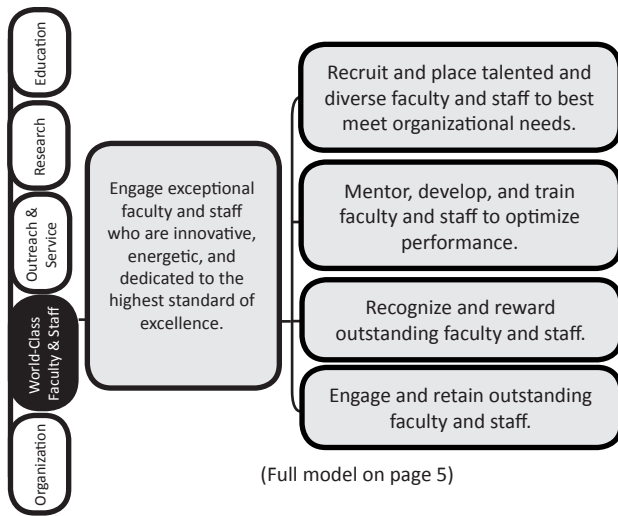 Education
Research
Outreach &
Service
World-Class
Faculty & Staff
Organization
Engage exceptional
faculty and staff
who are innovative,
energetic, and
dedicated to the
highest standard of
excellence.
Recruit and place talented and
diverse faculty and staff to best
meet organizational needs.
Mentor, develop, and train
faculty and staff to optimize
performance.
Recognize and reward
outstanding faculty and staff.
Engage and retain outstanding
faculty and staff.
(Full model on page 5)